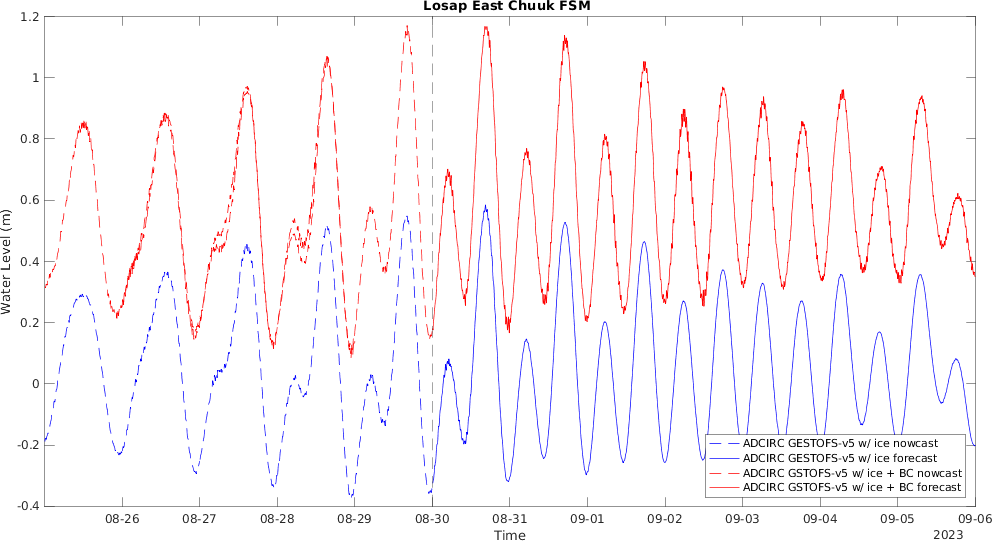 Losap East Chuuk FSM
Water Level (m)
1.2
1
0.8
0.6
0.4
0.2
0
-0.2
-0.4
ADCIRC GESTOFS-v5 w/ ice nowcast
ADCIRC GESTOFS-v5 w/ ice forecast
ADCIRC GSTOFS-v5 w/ ice + BC nowcast
ADCIRC GSTOFS-v5 w/ ice + BC forecast
08-26 08-27 08-28 08-29 08-30 08-31 09-01 09-02 09-03 09-04 09-05 09-06
Time
2023